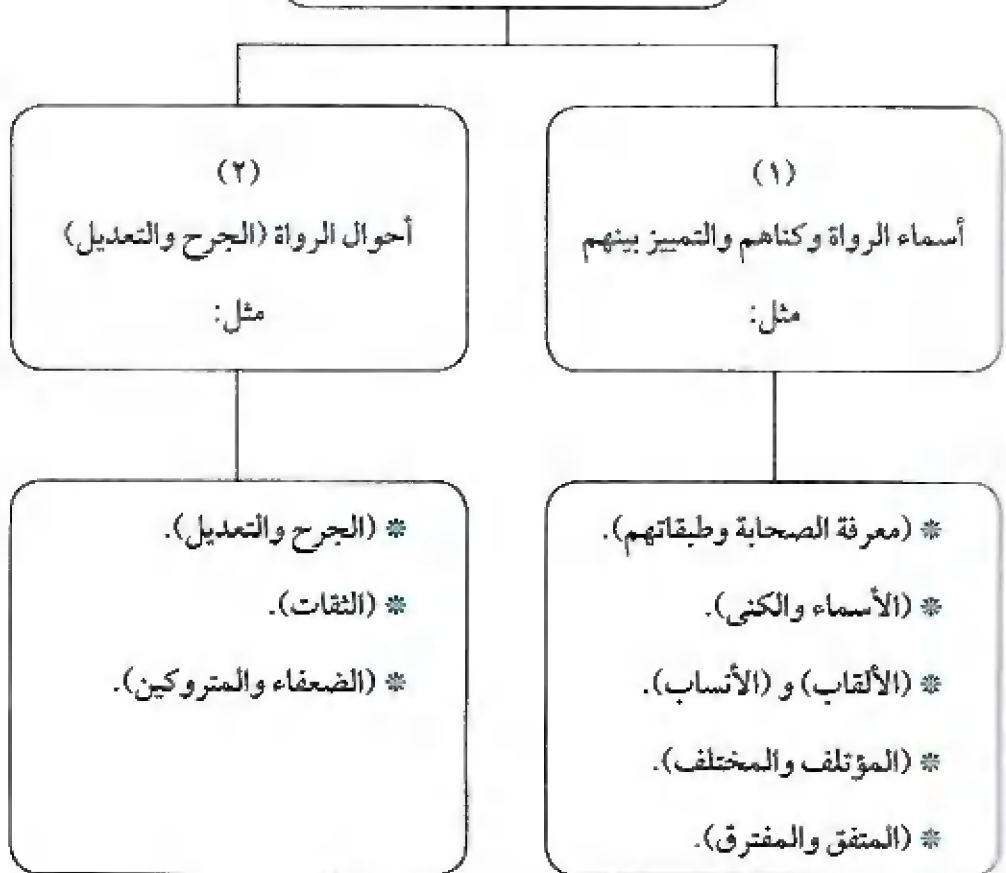 (١)
أسماء الرواة وكناهم والتمييز بينهم
مثل:
(٢)
أحوال الرواة (الجرح والتعديل)
مثل:
* (معرفة الصحابة وطبقاتهم).
* (الأسماء والكنى).
* (الألقاب) و (الأنساب).
* (المؤتلف والمختلف).
* (المتفق والمفترق).
* (الجرح والتعديل).
* (الثقات).
* (الضعفاء والمتروكين).